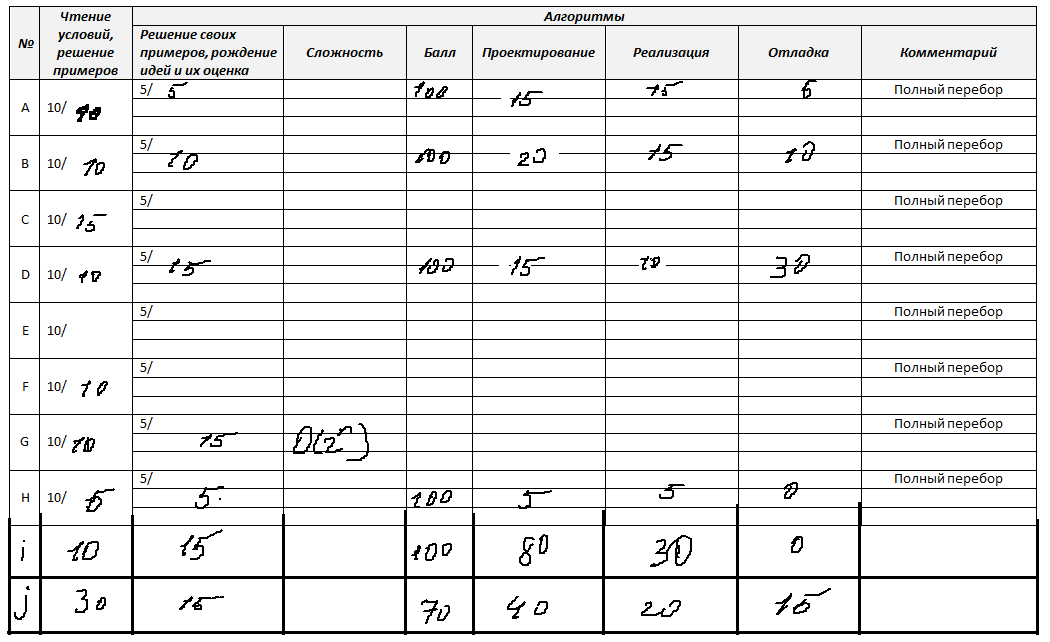 № Чтение условий, решение примеров Алгоритмы
Решение своих примеров, рождение идей и их оценка Сложность Балл Проектирование Реализация Отладка Комментарий
A 10/ 10 5/ 5 100 15 15 5 Полный перебор
B 10/ 10 5/ 10 100 20 15 10 Полный перебор
C 10/ 15 5/ Полный перебор
D 10/ 10 5/ 15 100 15 10 30 Полный перебор
E 10/ 5/ Полный перебор
F 10/ 10 5/ Полный перебор
G 10/ 10 5/ 15 Полный перебор
H 10/ 5 5/ 5 100 5 5 0 Полный перебор
i 10 15 100 80 30 0
j 30 15 70 40 20 15